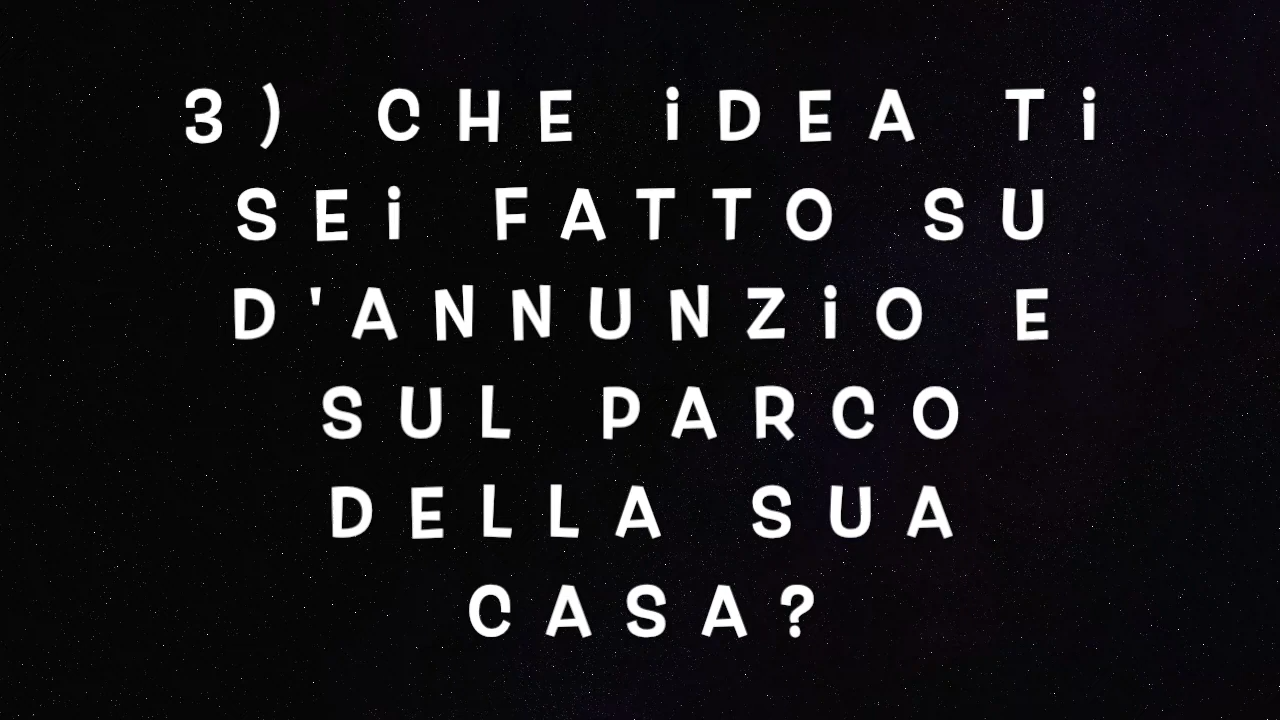 3) CHE iDEA Ti
SEi FATTO SU
D'ANNUNZiO E
SUL PARCO
DELLA SUA
CASA?